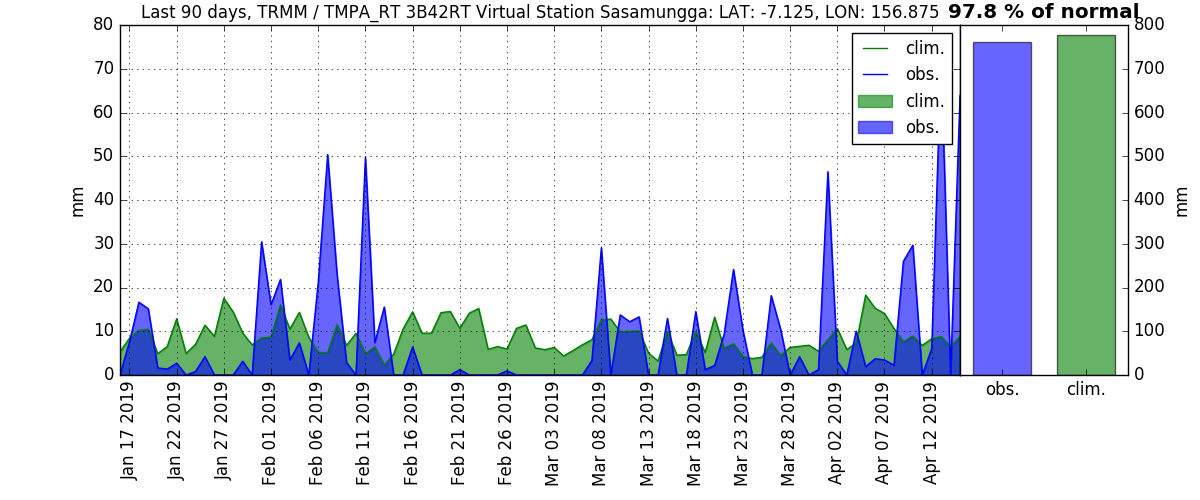 Last 90 days, TRMM / TMPA_RT 3B42RT Virtual Station Sasamungga: LAT: -7.125, LON: 156.875 97.8 % of normal
80
70
60
50
40
30
20
10
0
mm
clim.
obs.
clim.
obs.
800
700
600
500
400
300
200
100
0
mm
obs. clim.
Jan 17 2019
Jan 22 2019
Jan 27 2019
Feb 01 2019
Feb 06 2019
Feb 11 2019
Feb 16 2019
Feb 21 2019
Feb 26 2019
Mar 03 2019
Mar 08 2019
Mar 13 2019
Mar 18 2019
Mar 23 2019
Mar 28 2019
Apr 02 2019
Apr 07 2019
Apr 12 2019